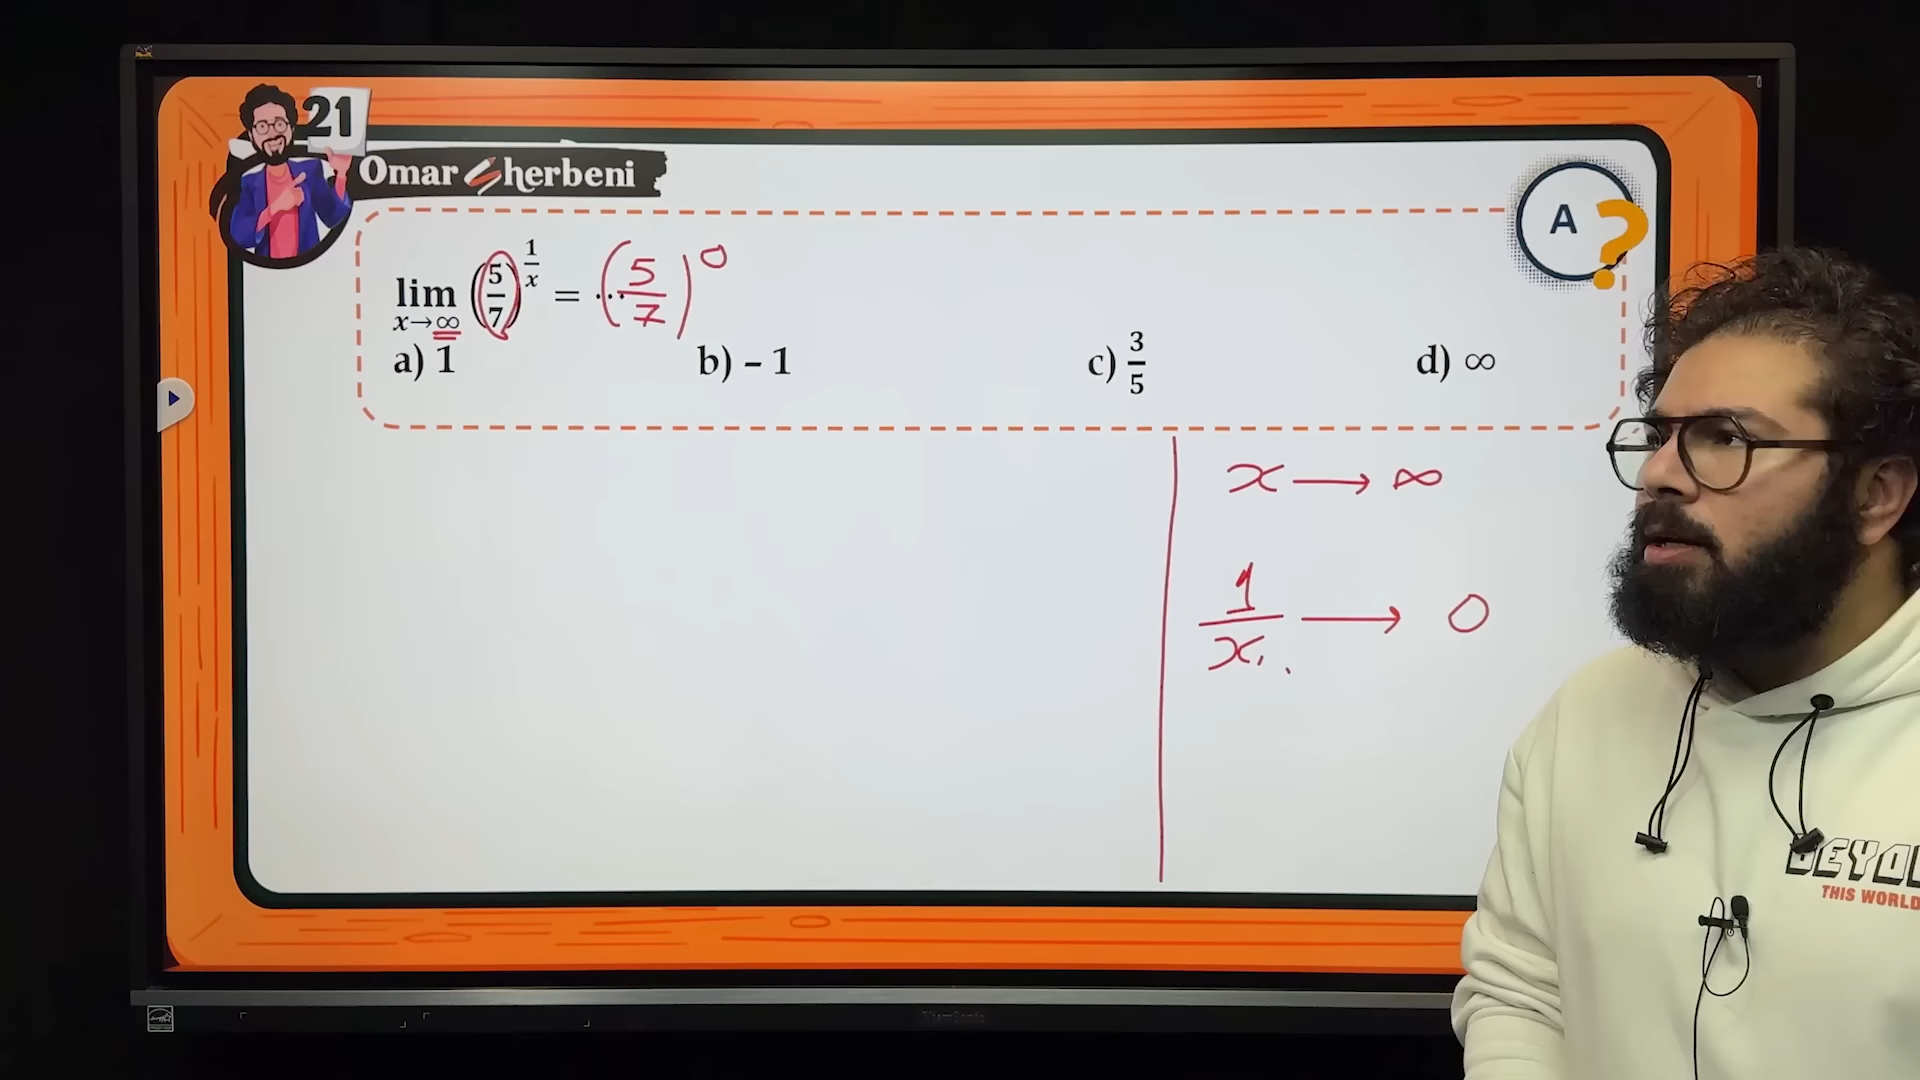 21
Omar Sherbeni
A ?
lim x→∞ (5/7)^(1/x) = ... (5/7)^0
a) 1 b) – 1 c) 3/5 d) ∞
x → ∞
1/x → 0
BEYO
THIS WORLD
ViewSonic